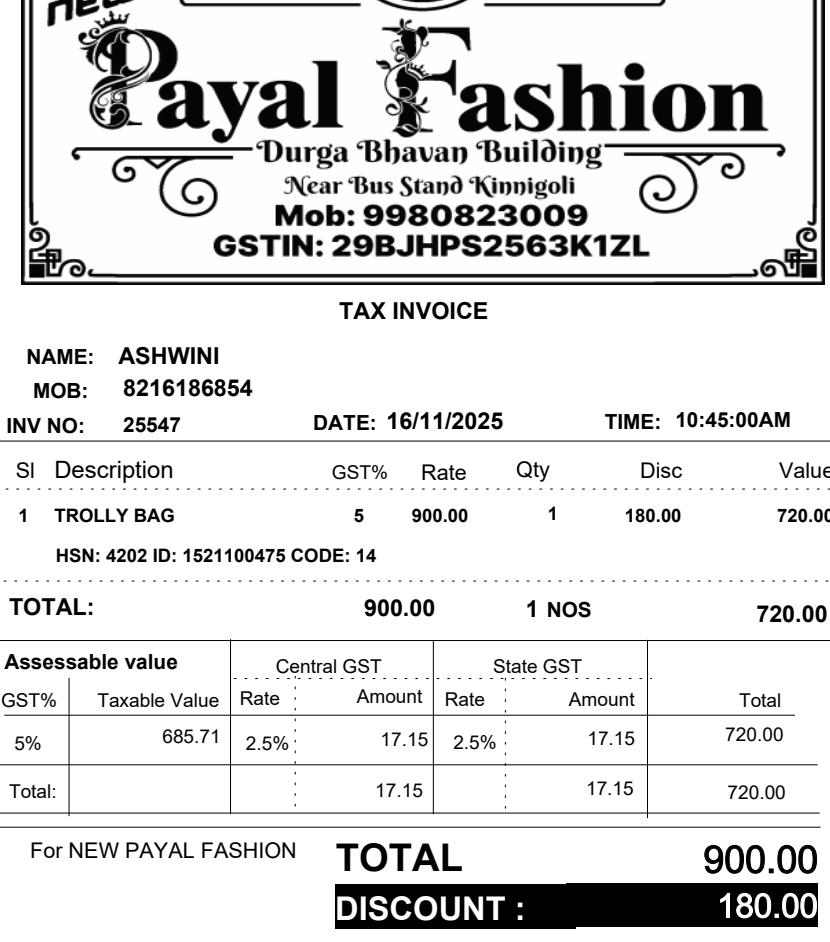 new
Payal Fashion
Durga Bhavan Building
Near Bus Stand Kinnigoli
Mob: 9980823009
GSTIN: 29BJHPS2563K1ZL
TAX INVOICE
NAME: ASHWINI
MOB: 8216186854
INV NO: 25547 DATE: 16/11/2025 TIME: 10:45:00AM
Sl Description GST% Rate Qty Disc Value
1 TROLLY BAG 5 900.00 1 180.00 720.00
HSN: 4202 ID: 1521100475 CODE: 14
TOTAL: 900.00 1 NOS 720.00
Assessable value Central GST State GST
GST% Taxable Value Rate Amount Rate Amount Total
5% 685.71 2.5% 17.15 2.5% 17.15 720.00
Total: 17.15 17.15 720.00
For NEW PAYAL FASHION TOTAL 900.00
DISCOUNT : 180.00